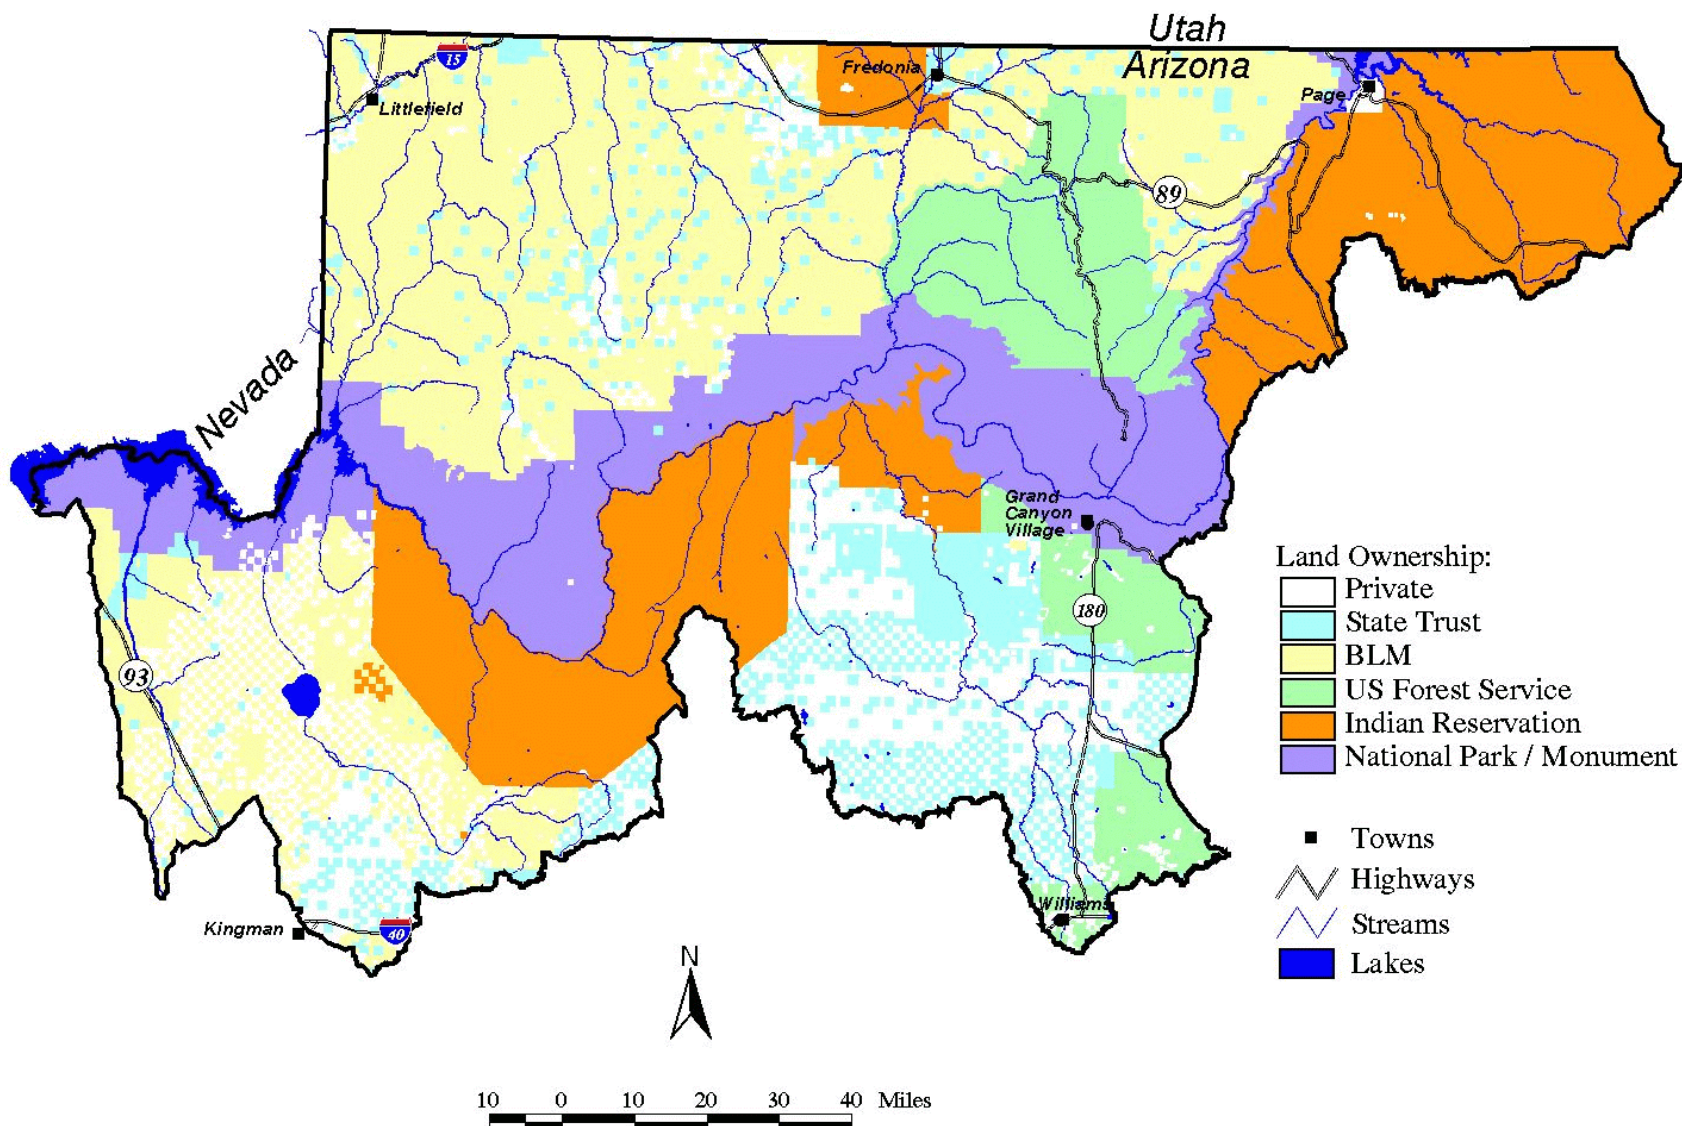 Utah
Arizona
15
Fredonia
Littlefield
Page
89
Nevada
Grand
Canyon
Village
180
93
Williams
Kingman
40
Land Ownership:
Private
State Trust
BLM
US Forest Service
Indian Reservation
National Park / Monument
Towns
Highways
Streams
Lakes
N
10 0 10 20 30 40 Miles